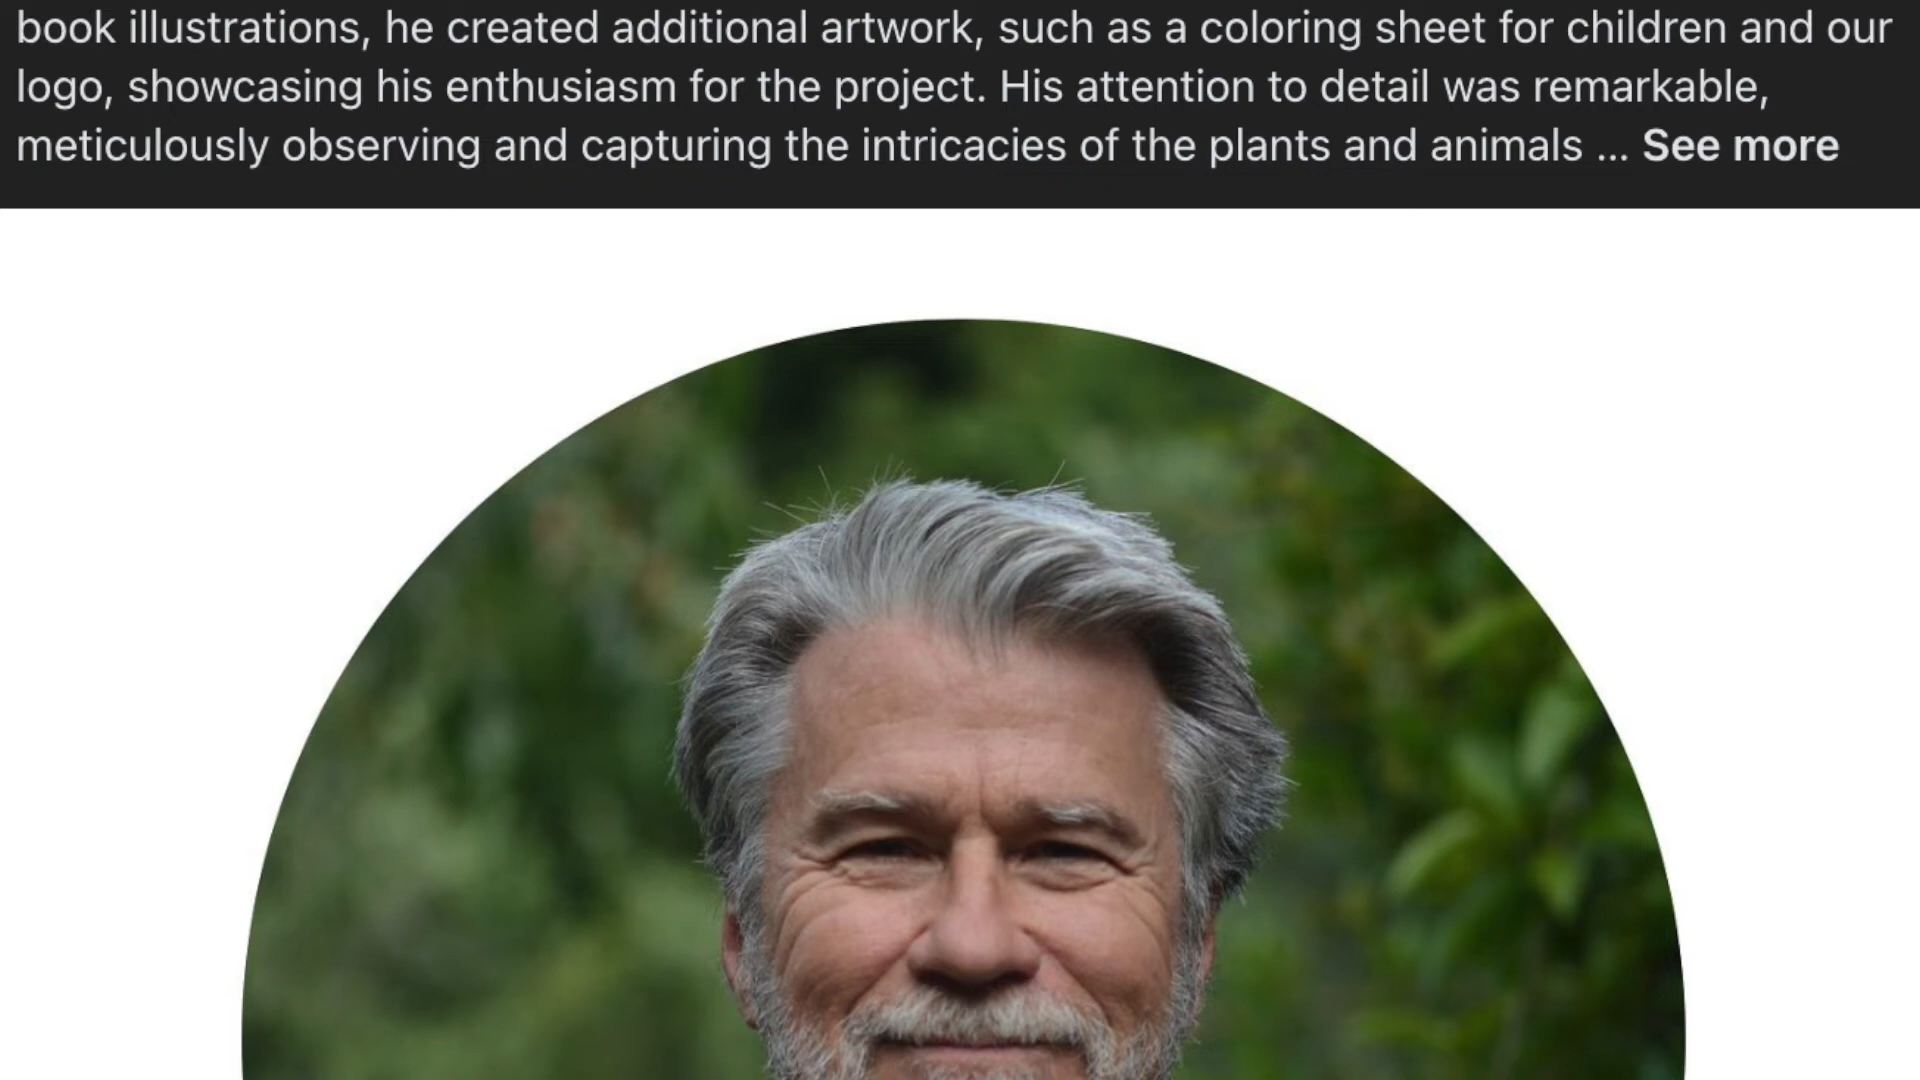 book illustrations, he created additional artwork, such as a coloring sheet for children and our
logo, showcasing his enthusiasm for the project. His attention to detail was remarkable,
meticulously observing and capturing the intricacies of the plants and animals ... See more